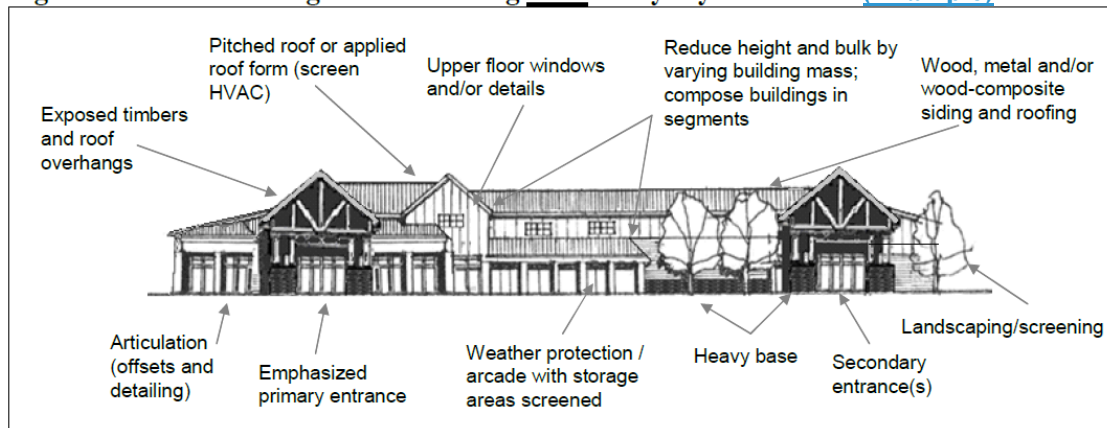 Pitched roof or applied
roof form (screen
HVAC)
Upper floor windows
and/or details
Reduce height and bulk by
varying building mass;
compose buildings in
segments
Wood, metal and/or
wood-composite
siding and roofing
Exposed timbers
and roof
overhangs
Articulation
(offsets and
detailing)
Emphasized
primary entrance
Weather protection /
arcade with storage
areas screened
Heavy base
Secondary
entrance(s)
Landscaping/screening